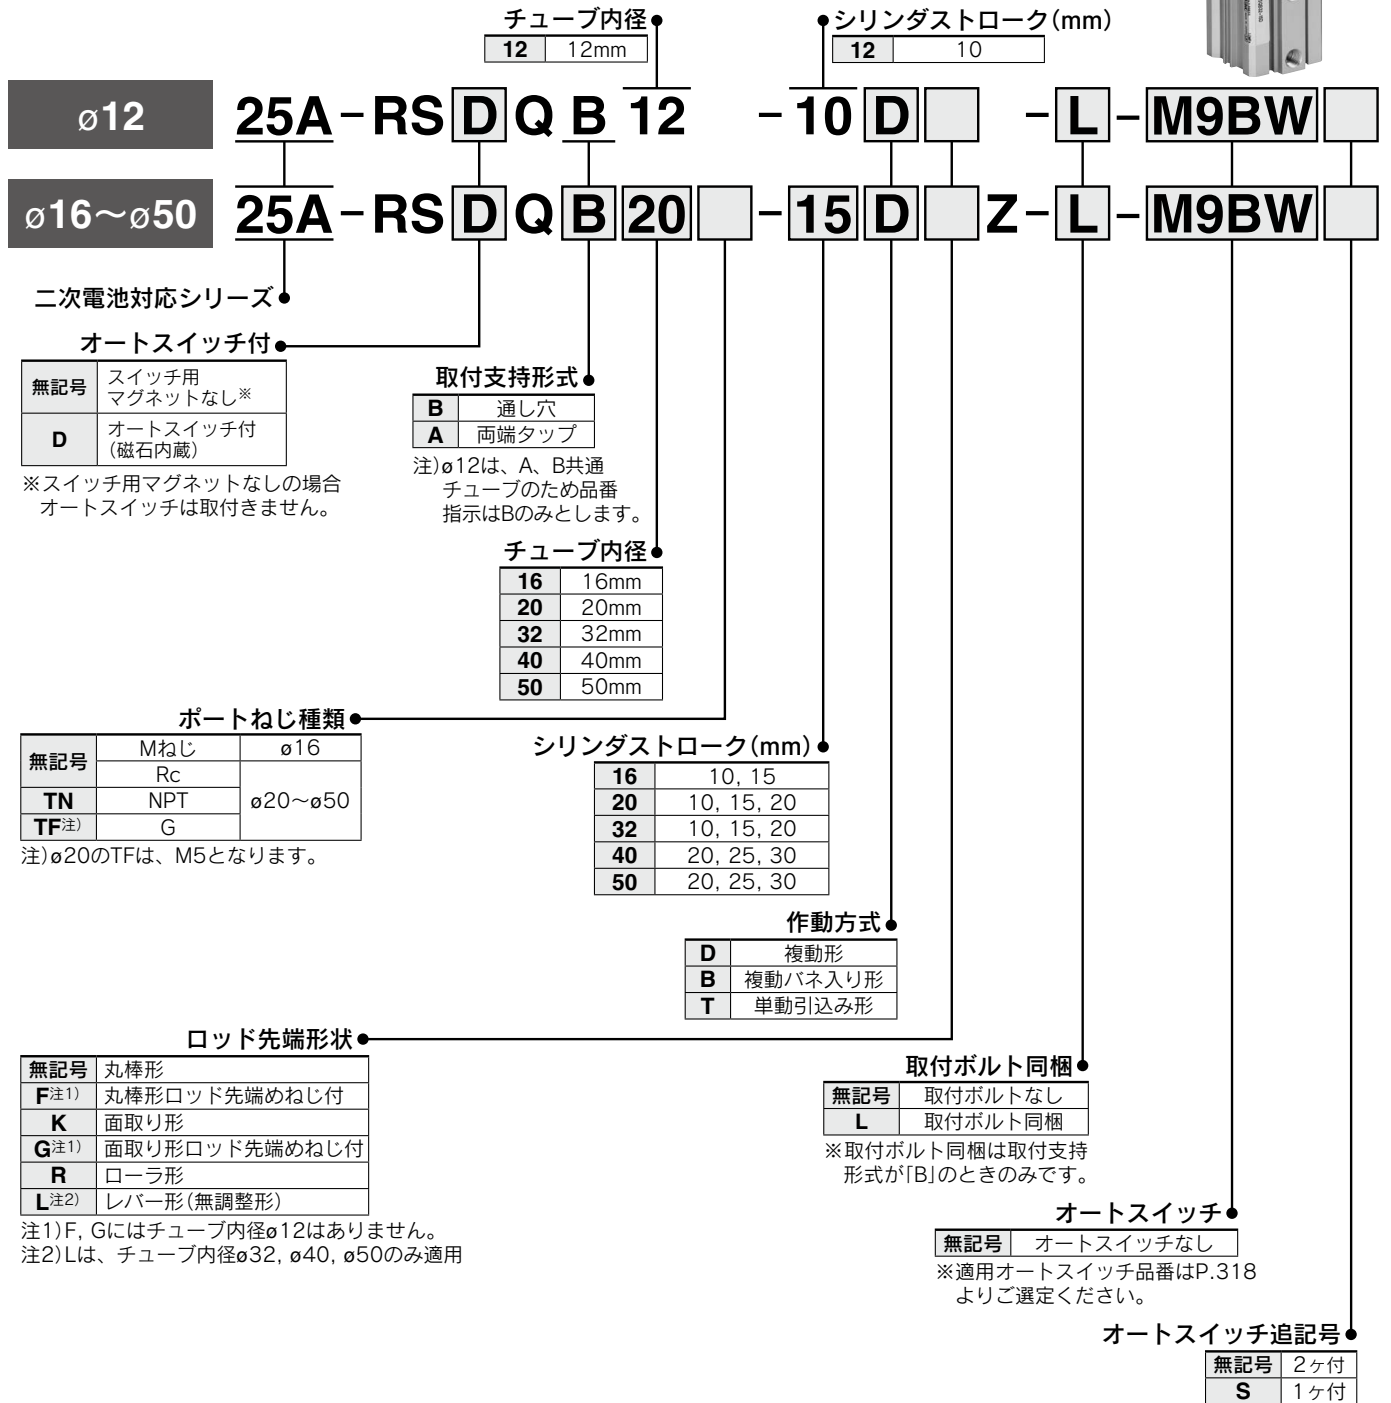 チューブ内径
12 12mm
シリンダストローク(mm)
12 10
ø12 25A-RSDQB12 -10D -L-M9BW
ø16～ø50 25A-RSDQB20 -15D Z-L-M9BW
二次電池対応シリーズ
オートスイッチ付
無記号 スイッチ用
マグネットなし※
D オートスイッチ付
(磁石内蔵)
※スイッチ用マグネットなしの場合
オートスイッチは取付きません。
取付支持形式
B 通し穴
A 両端タップ
注)ø12は、A、B共通
チューブのため品番
指示はBのみとします。
チューブ内径
16 16mm
20 20mm
32 32mm
40 40mm
50 50mm
ポートねじ種類
無記号 Mねじ ø16
Rc ø20～ø50
TN NPT
TF注) G
注)ø20のTFは、M5となります。
シリンダストローク(mm)
16 10, 15
20 10, 15, 20
32 10, 15, 20
40 20, 25, 30
50 20, 25, 30
作動方式
D 複動形
B 複動バネ入り形
T 単動引込み形
ロッド先端形状
無記号 丸棒形
F注1) 丸棒形ロッド先端めねじ付
K 面取り形
G注1) 面取り形ロッド先端めねじ付
R ローラ形
L注2) レバー形(無調整形)
注1)F, Gにはチューブ内径ø12はありません。
注2)Lは、チューブ内径ø32, ø40, ø50のみ適用
取付ボルト同梱
無記号 取付ボルトなし
L 取付ボルト同梱
※取付ボルト同梱は取付支持
形式が「B」のときのみです。
オートスイッチ
無記号 オートスイッチなし
※適用オートスイッチ品番はP.318
よりご選定ください。
オートスイッチ追記号
無記号 2ヶ付
S 1ヶ付